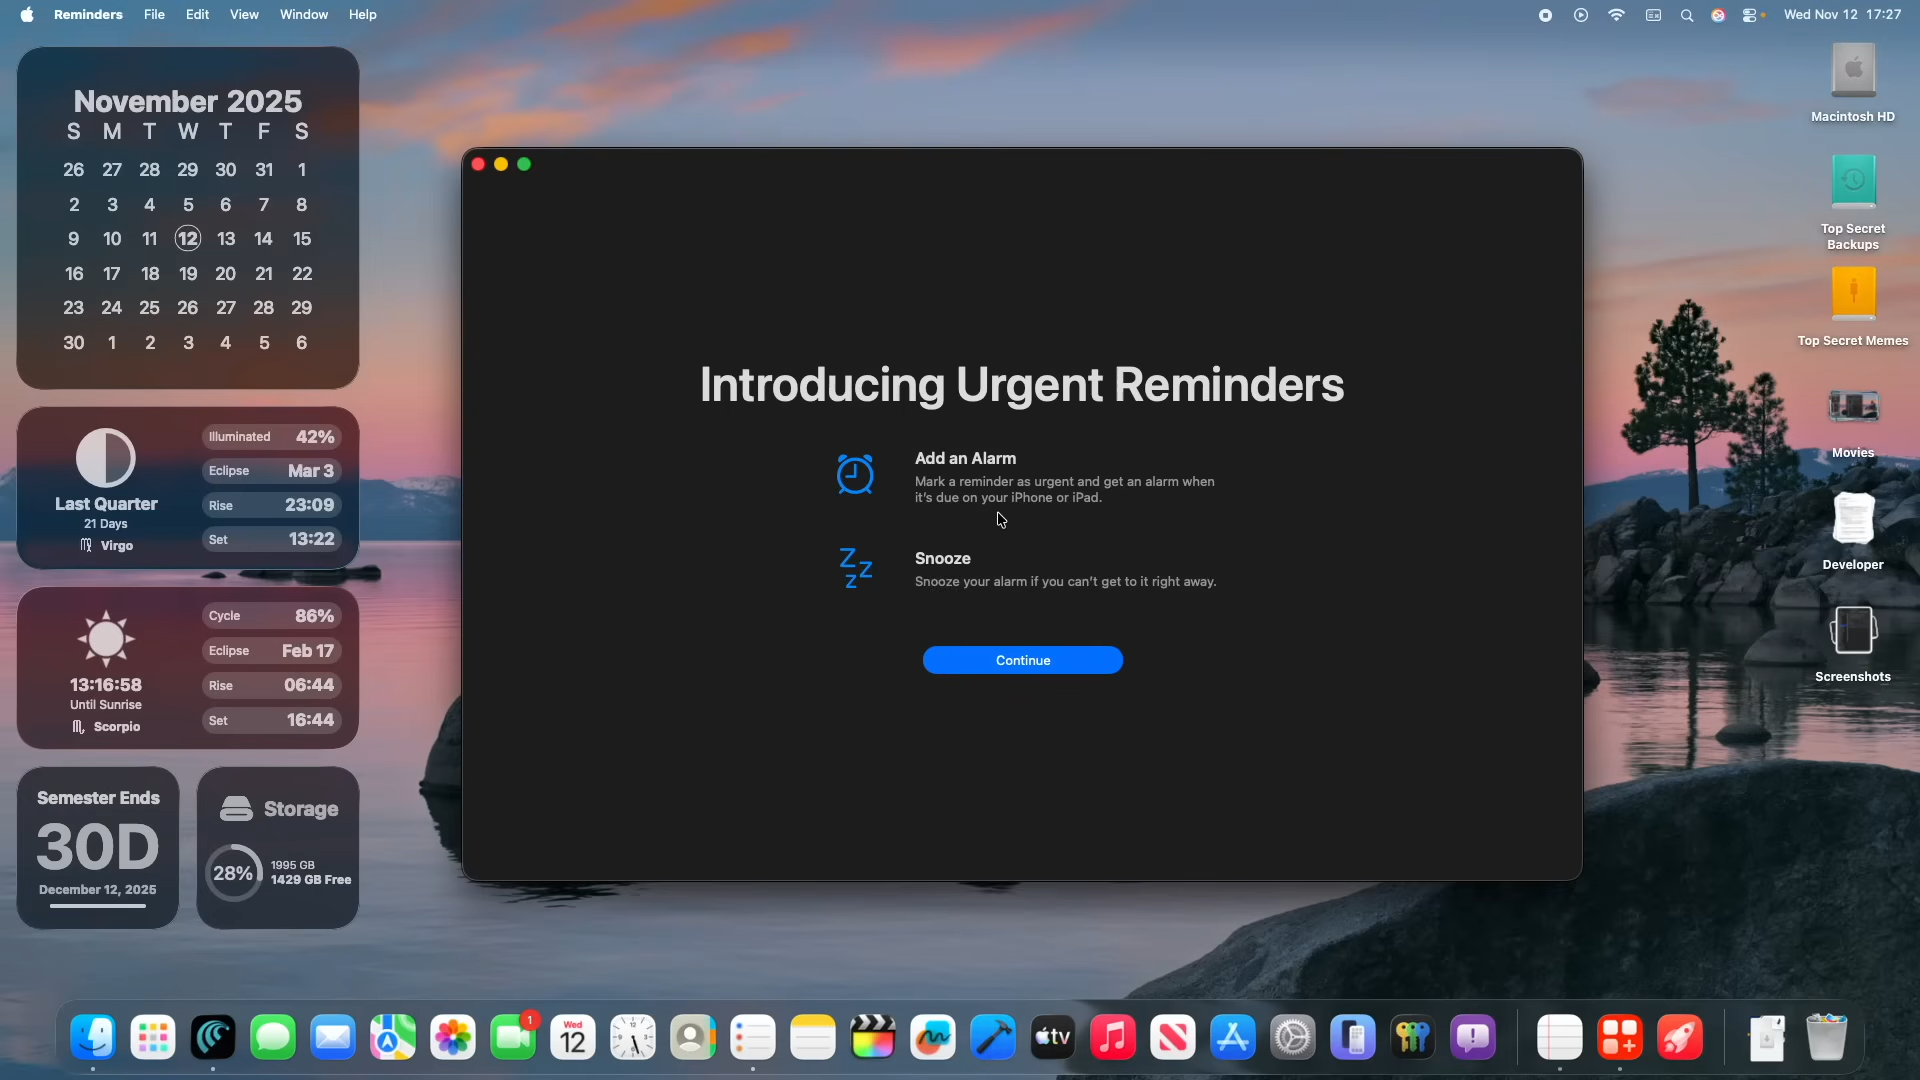 Reminders File Edit View Window Help
Wed Nov 12 17:27
November 2025
S M T W T F S
26 27 28 29 30 31 1
2 3 4 5 6 7 8
9 10 11 12 13 14 15
16 17 18 19 20 21 22
23 24 25 26 27 28 29
30 1 2 3 4 5 6
Last Quarter
21 Days
Virgo
Illuminated 42%
Eclipse Mar 3
Rise 23:09
Set 13:22
13:16:58
Until Sunrise
Scorpio
Cycle 86%
Eclipse Feb 17
Rise 06:44
Set 16:44
Semester Ends
30D
December 12, 2025
Storage
28%
1995 GB
1429 GB Free
Introducing Urgent Reminders
Add an Alarm
Mark a reminder as urgent and get an alarm when
it's due on your iPhone or iPad.
Snooze
Snooze your alarm if you can't get to it right away.
Continue
Macintosh HD
Top Secret
Backups
Top Secret Memes
Movies
Developer
Screenshots
1
Wed
12
tv